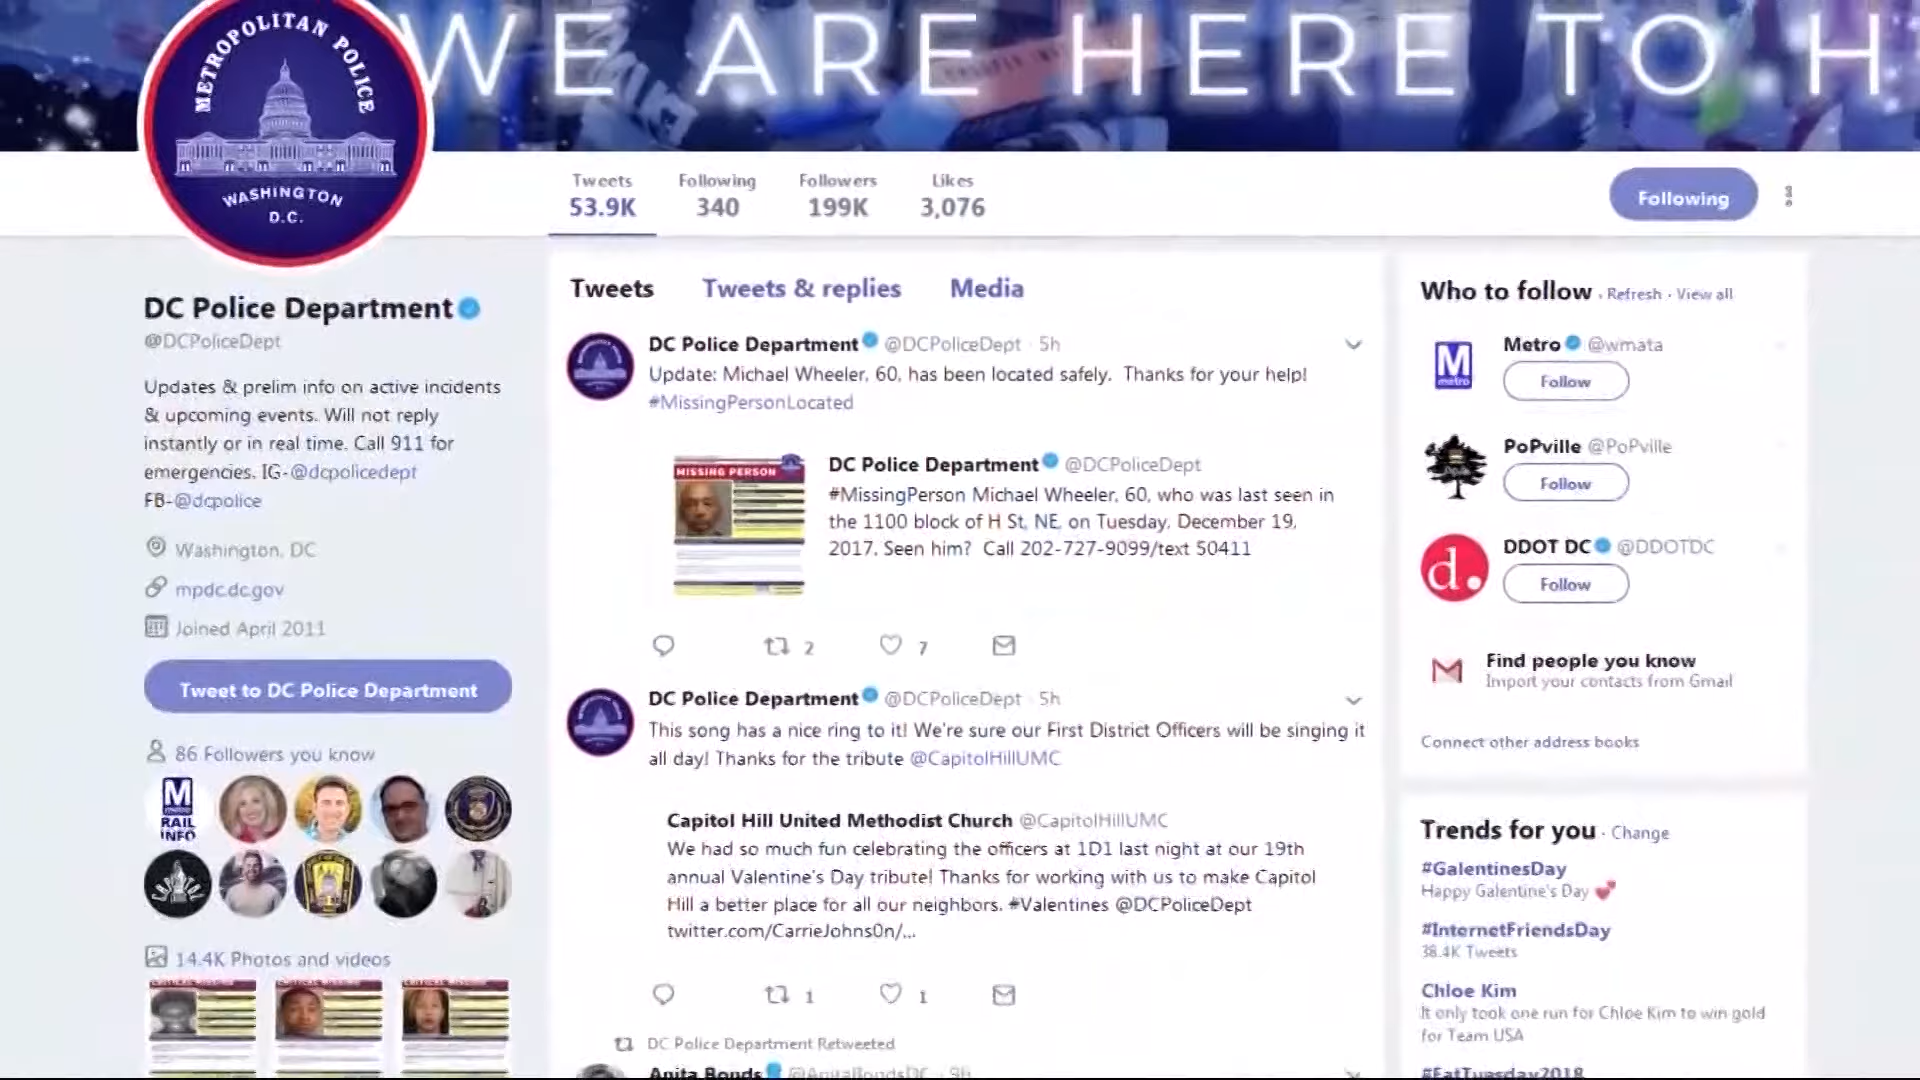 WE ARE HERE TO H
METROPOLITAN POLICE
WASHINGTON
D.C.
Tweets Following Followers Likes
53.9K 340 199K 3,076
Following
DC Police Department
@DCPoliceDept
Updates & prelim info on active incidents
& upcoming events. Will not reply
instantly or in real time. Call 911 for
emergencies. IG-@dcpolicedept
FB-@dcpolice
Washington, DC
mpdc.dc.gov
Joined April 2011
Tweet to DC Police Department
86 Followers you know
M
metro
RAIL
INFO
14.4K Photos and videos
Tweets Tweets & replies Media
DC Police Department @DCPoliceDept · 5h
Update: Michael Wheeler, 60, has been located safely. Thanks for your help!
#MissingPersonLocated
MISSING PERSON
DC Police Department @DCPoliceDept
#MissingPerson Michael Wheeler, 60, who was last seen in
the 1100 block of H St, NE, on Tuesday, December 19,
2017. Seen him? Call 202-727-9099/text 50411
2 7
DC Police Department @DCPoliceDept · 5h
This song has a nice ring to it! We're sure our First District Officers will be singing it
all day! Thanks for the tribute @CapitolHillUMC
Capitol Hill United Methodist Church @CapitolHillUMC
We had so much fun celebrating the officers at 1D1 last night at our 19th
annual Valentine's Day tribute! Thanks for working with us to make Capitol
Hill a better place for all our neighbors. #Valentines @DCPoliceDept
twitter.com/CarrieJohns0n/...
1 1
DC Police Department Retweeted
Anita Bonds @AnitaBondsDC · 9h
Who to follow · Refresh · View all
M
metro
Metro @wmata
Follow
PoPville @PoPville
Follow
d.
DDOT DC @DDOTDC
Follow
Find people you know
Import your contacts from Gmail
Connect other address books
Trends for you · Change
#GalentinesDay
Happy Galentine's Day 💕
#InternetFriendsDay
38.4K Tweets
Chloe Kim
It only took one run for Chloe Kim to win gold
for Team USA
#FatTuesday2018